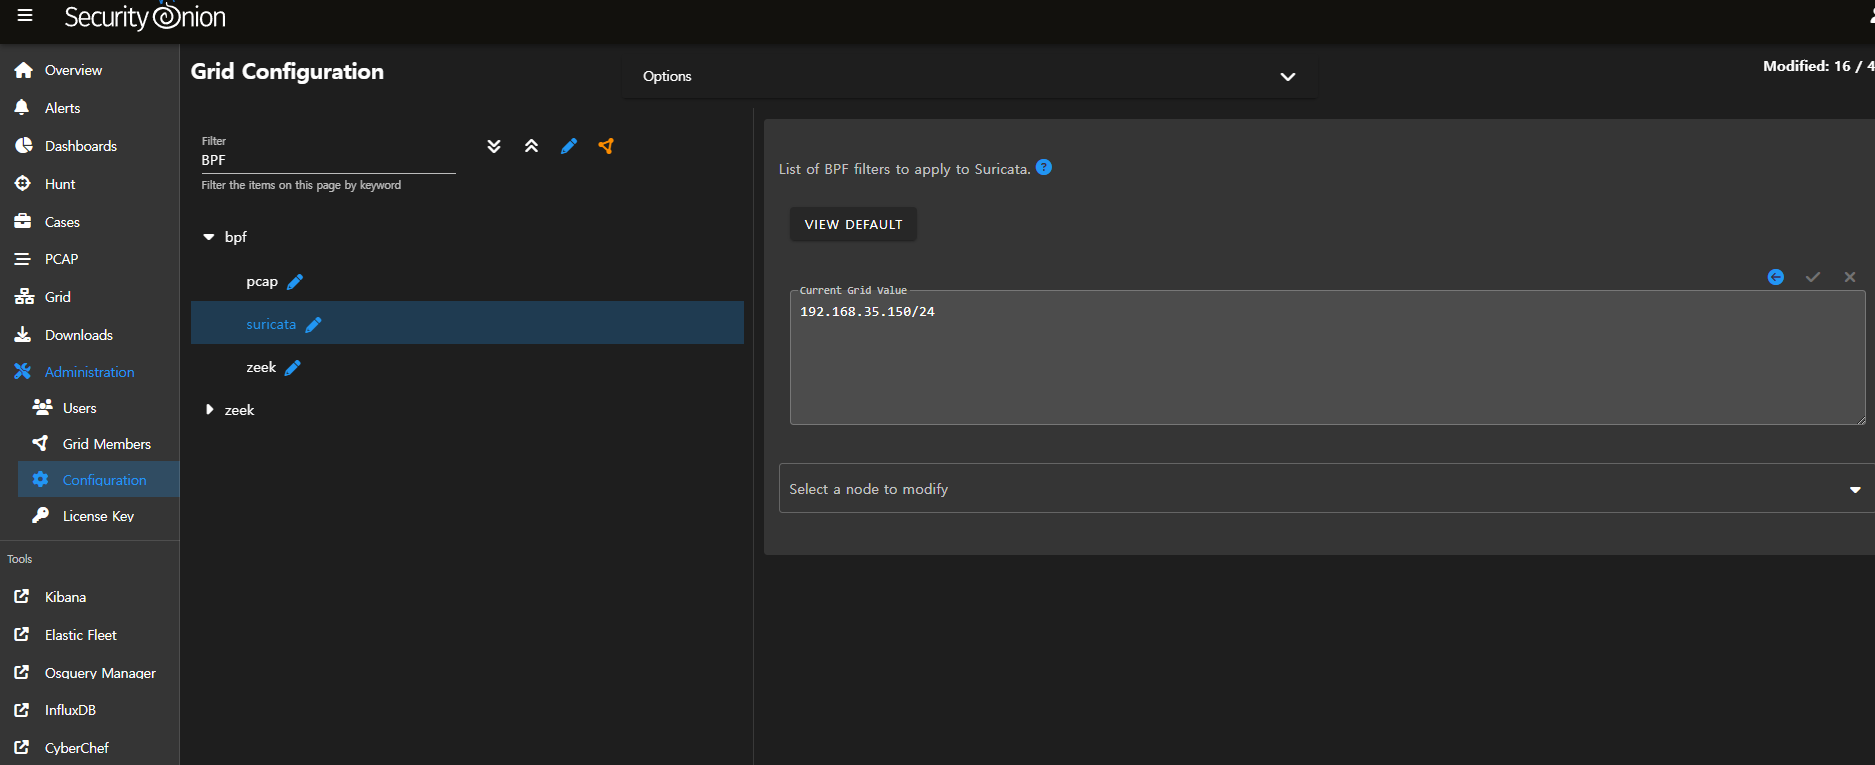 Security Onion
Overview
Alerts
Dashboards
Hunt
Cases
PCAP
Grid
Downloads
Administration
Users
Grid Members
Configuration
License Key
Tools
Kibana
Elastic Fleet
Osquery Manager
InfluxDB
CyberChef
Grid Configuration
Options
Modified: 16 / 4
Filter
BPF
Filter the items on this page by keyword
bpf
pcap
suricata
zeek
zeek
List of BPF filters to apply to Suricata. ?
VIEW DEFAULT
Current Grid Value
192.168.35.150/24
Select a node to modify